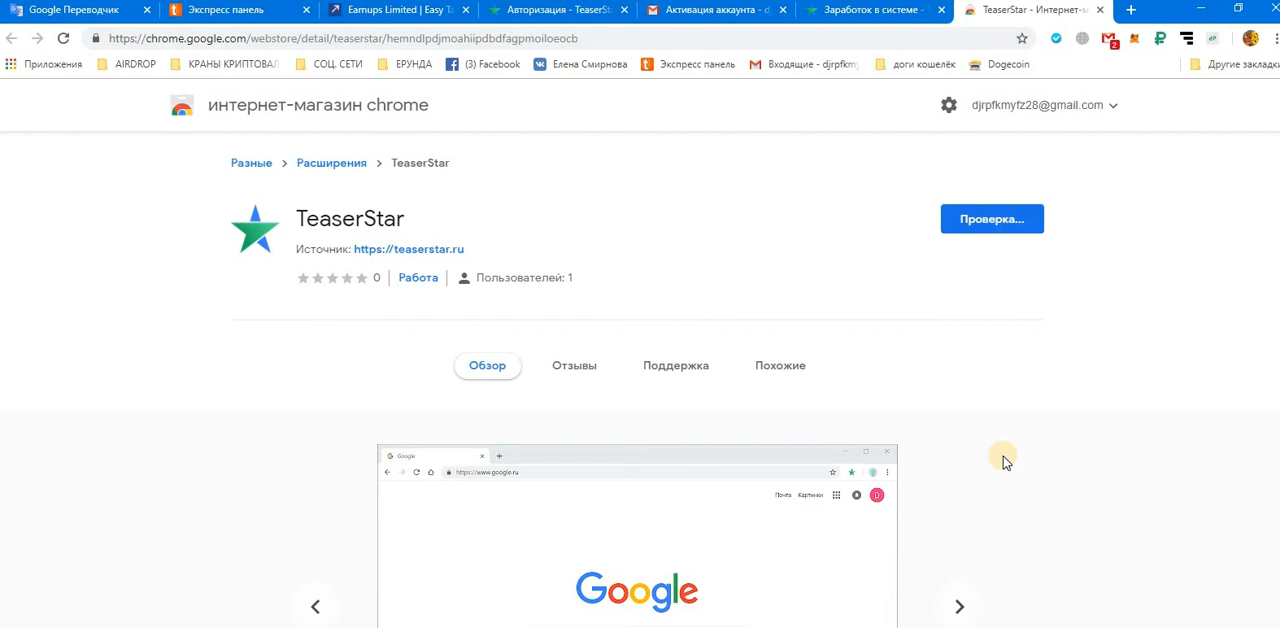 Google Переводчик
Экспресс панель
Earnups Limited | Easy Ta
Авторизация - TeaserSt
Активация аккаунта - d
Заработок в системе - T
TeaserStar - Интернет-м
https://chrome.google.com/webstore/detail/teaserstar/hemndlpdjmoahiipdbdfagpmoiloeocb
2
Приложения
AIRDROP
КРАНЫ КРИПТОВАЛ
СОЦ. СЕТИ
ЕРУНДА
(3) Facebook
Елена Смирнова
Экспресс панель
Входящие - djrpfkmy
доги кошелёк
Dogecoin
Другие закладки
интернет-магазин chrome
djrpfkmyfz28@gmail.com
Разные > Расширения > TeaserStar
TeaserStar
Проверка...
Источник: https://teaserstar.ru
0 | Работа | Пользователей: 1
Обзор
Отзывы
Поддержка
Похожие
Google
https://www.google.ru
Почта Картинки
D
Google